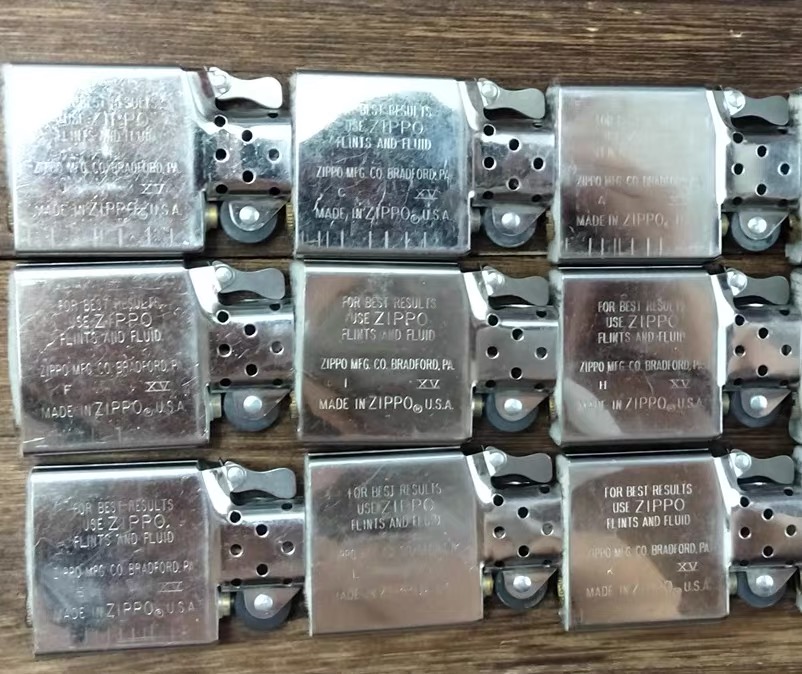 FOR BEST RESULTS
USE ZIPPO
FLINTS AND FLUID
ZIPPO MFG. CO. BRADFORD, PA.
XV
MADE IN ZIPPO® U.S.A.
FOR BEST RESULTS
USE ZIPPO
FLINTS AND FLUID
ZIPPO MFG. CO. BRADFORD, PA.
C XV
MADE IN ZIPPO® U.S.A.
FOR
ZIPPO MFG. CO. BRADFORD
A XV
MADE IN ZIPPO®
FOR BEST RESULTS
USE ZIPPO
FLINTS AND FLUID
ZIPPO MFG. CO. BRADFORD, PA.
F XV
MADE IN ZIPPO® U.S.A.
FOR BEST RESULTS
USE ZIPPO
FLINTS AND FLUID
ZIPPO MFG. CO. BRADFORD, PA.
I XV
MADE IN ZIPPO® U.S.A.
FOR BEST RESULTS
USE ZIPPO
FLINTS AND FLUID
ZIPPO MFG. CO. BRADFORD, PA.
H XV
MADE IN ZIPPO® U.S.A.
FOR BEST RESULTS
USE ZIPPO
FLINTS AND FLUID
ZIPPO MFG. CO. BRADFORD, PA.
XV
MADE IN ZIPPO® U.S.A.
FOR BEST RESULTS
USE ZIPPO
FLINTS AND FLUID
L
MADE IN ZIPPO
FOR BEST RESULTS
USE ZIPPO
FLINTS AND FLUID
ZIPPO MFG. CO. BRADFORD, PA.
K XV
MADE IN ZIPPO® U.S.A.